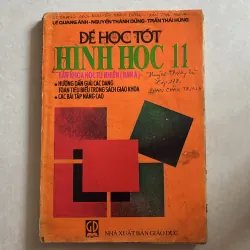 LÊ QUANG ÁNH - NGUYỄN THÀNH DŨNG - TRẦN THÁI HÙNG
ĐỂ HỌC TỐT
HÌNH HỌC 11
BAN KHOA HỌC TỰ NHIÊN (BAN A)
• HƯỚNG DẪN GIẢI CÁC DẠNG
TOÁN TIÊU BIỂU TRONG SÁCH GIÁO KHOA
• CÁC BÀI TẬP NÂNG CAO
NHÀ XUẤT BẢN GIÁO DỤC